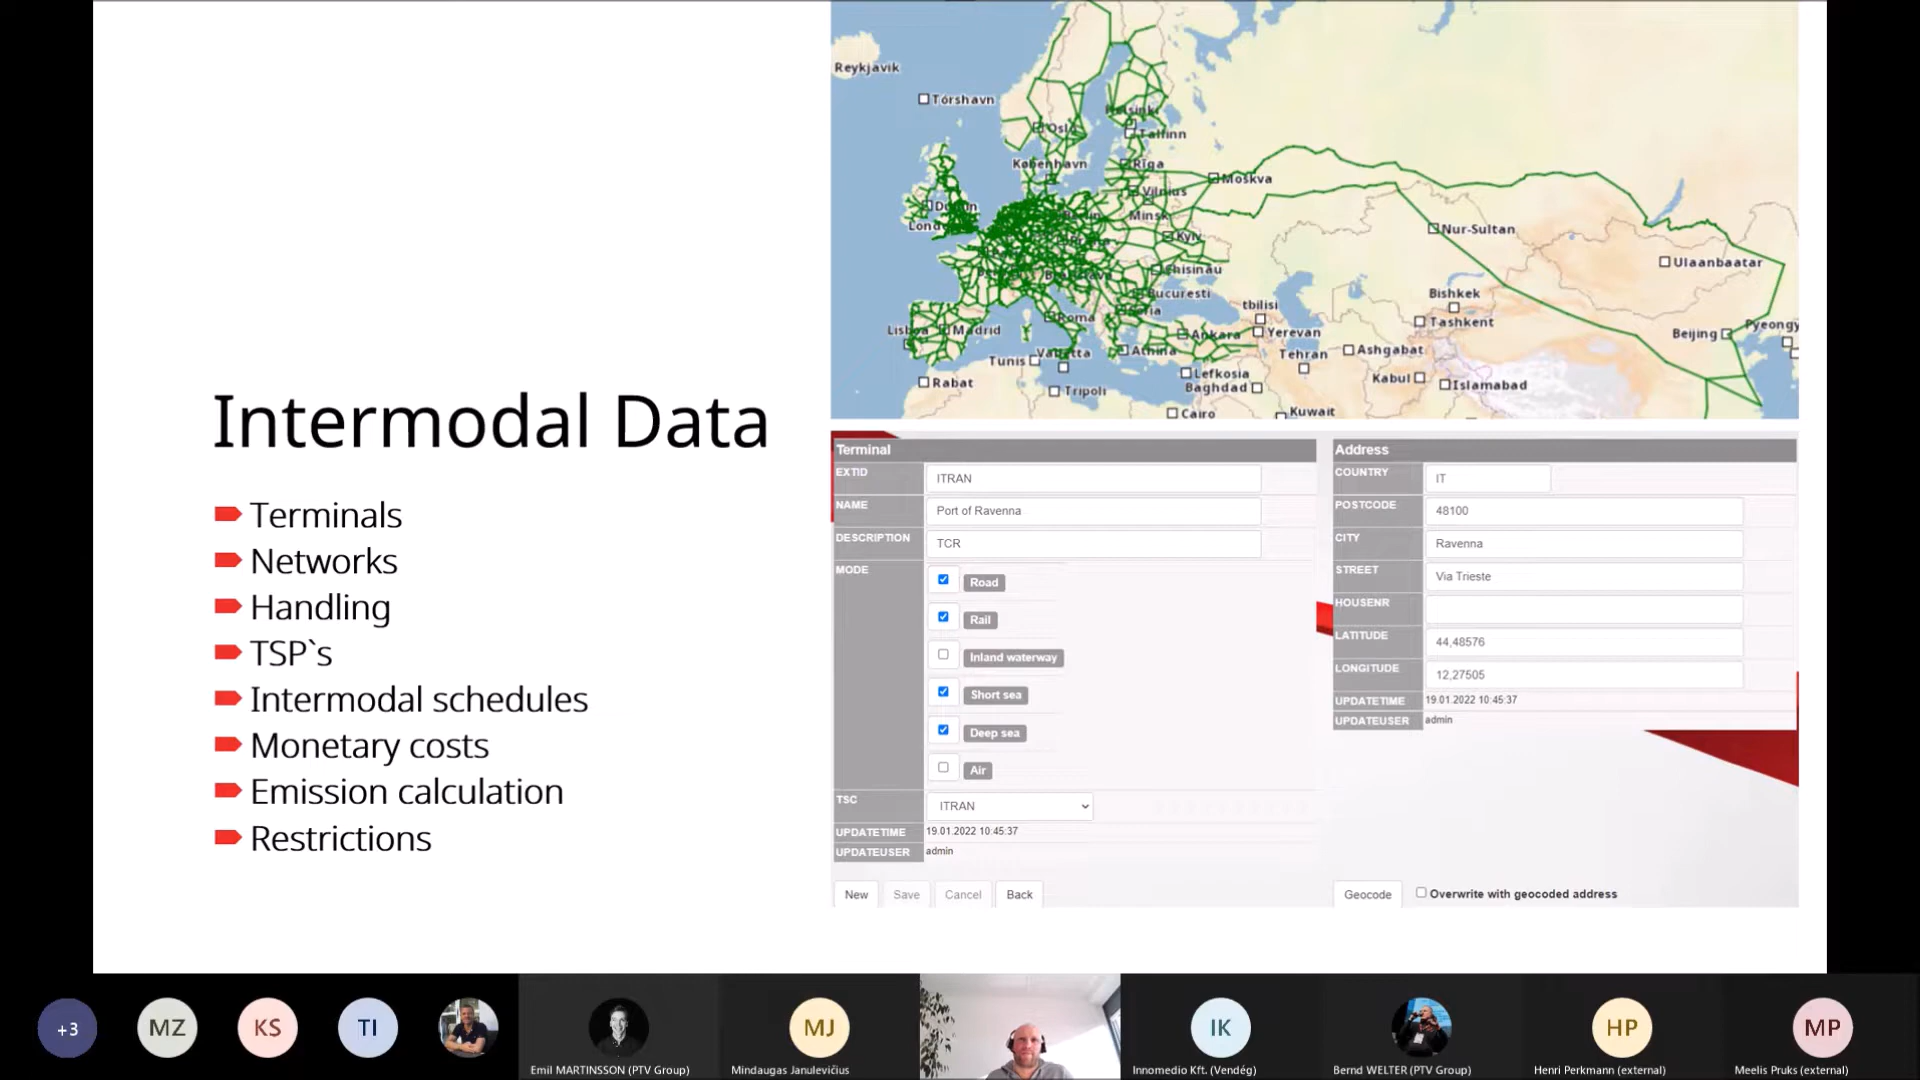 Intermodal Data
Terminals
Networks
Handling
TSP`s
Intermodal schedules
Monetary costs
Emission calculation
Restrictions
Reykjavik
Tórshavn
Oslo
Helsinki
Tallinn
København
Rīga
Moskva
Vilnius
Minsk
Kyiv
Nur-Sultan
Chisinau
Ulaanbaatar
Bucuresti
tbilisi
Bishkek
Lisboa
Madrid
Roma
Ankara
Yerevan
Tashkent
Beijing
Pyeongy
Tunis
Valletta
Athina
Tehran
Ashgabat
Rabat
Tripoli
Lefkosia
Baghdad
Kabul
Islamabad
Cairo
Kuwait
Terminal
EXTID ITRAN
NAME Port of Ravenna
DESCRIPTION TCR
MODE Road
Rail
Inland waterway
Short sea
Deep sea
Air
TSC ITRAN
UPDATETIME 19.01.2022 10:45:37
UPDATEUSER admin
New Save Cancel Back
Address
COUNTRY IT
POSTCODE 48100
CITY Ravenna
STREET Via Trieste
HOUSENR
LATITUDE 44,48576
LONGITUDE 12,27505
UPDATETIME 19.01.2022 10:45:37
UPDATEUSER admin
Geocode Overwrite with geocoded address
+3 MZ KS TI MJ IK HP MP
Emil MARTINSSON (PTV Group) Mindaugas Janulevičius Innomedio Kft. (Vendég) Bernd WELTER (PTV Group) Henri Perkmann (external) Meelis Pruks (external)